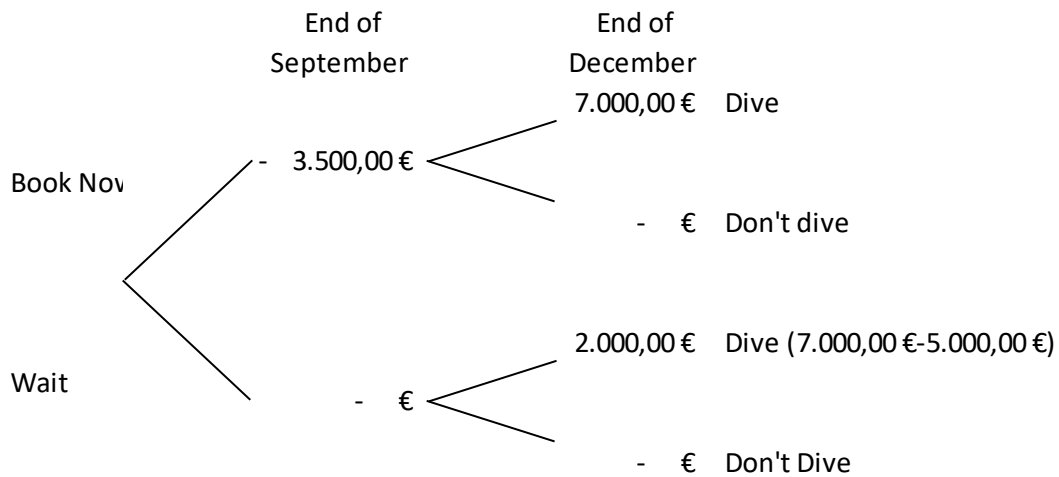 End of September
End of December
7.000,00 € Dive
Book Nov
- 3.500,00 €
- € Don't dive
2.000,00 € Dive (7.000,00 €-5.000,00 €)
Wait
- €
- € Don't Dive